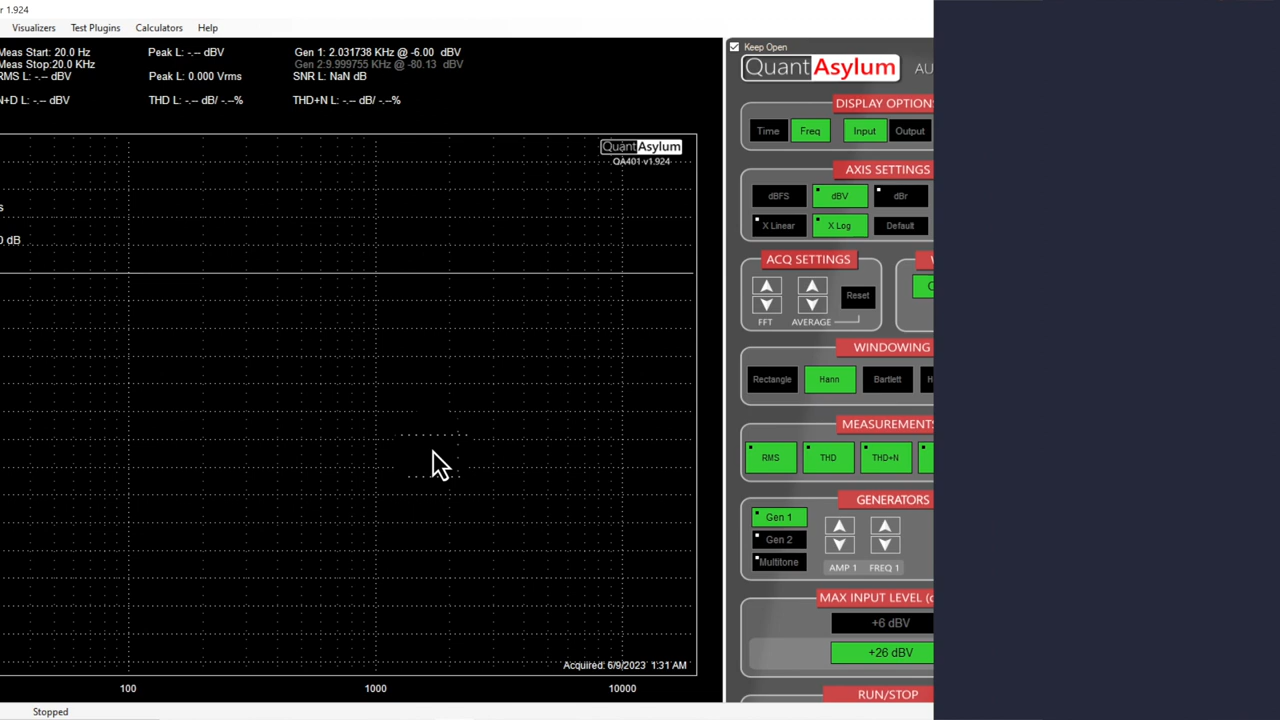 r 1.924
Visualizers Test Plugins Calculators Help
Meas Start: 20.0 Hz Peak L: -.-- dBV Gen 1: 2.031738 KHz @ -6.00 dBV
Meas Stop:20.0 KHz Gen 2:9.999755 KHz @ -80.13 dBV
RMS L: -.-- dBV Peak L: 0.000 Vrms SNR L: NaN dB
N+D L: -.-- dBV THD L: -.-- dB/ -.--% THD+N L: -.-- dB/ -.--%
QuantAsylum
QA401 v1.924
s
0 dB
Acquired: 6/9/2023 1:31 AM
100 1000 10000
Stopped
Keep Open
QuantAsylum AU
DISPLAY OPTION
Time Freq Input Output
AXIS SETTINGS
dBFS dBV dBr
X Linear X Log Default
ACQ SETTINGS
Reset
FFT AVERAGE
WINDOWING
Rectangle Hann Bartlett H
MEASUREMENTS
RMS THD THD+N
GENERATORS
Gen 1
Gen 2
Multitone
AMP 1 FREQ 1
MAX INPUT LEVEL (d
+6 dBV
+26 dBV
RUN/STOP